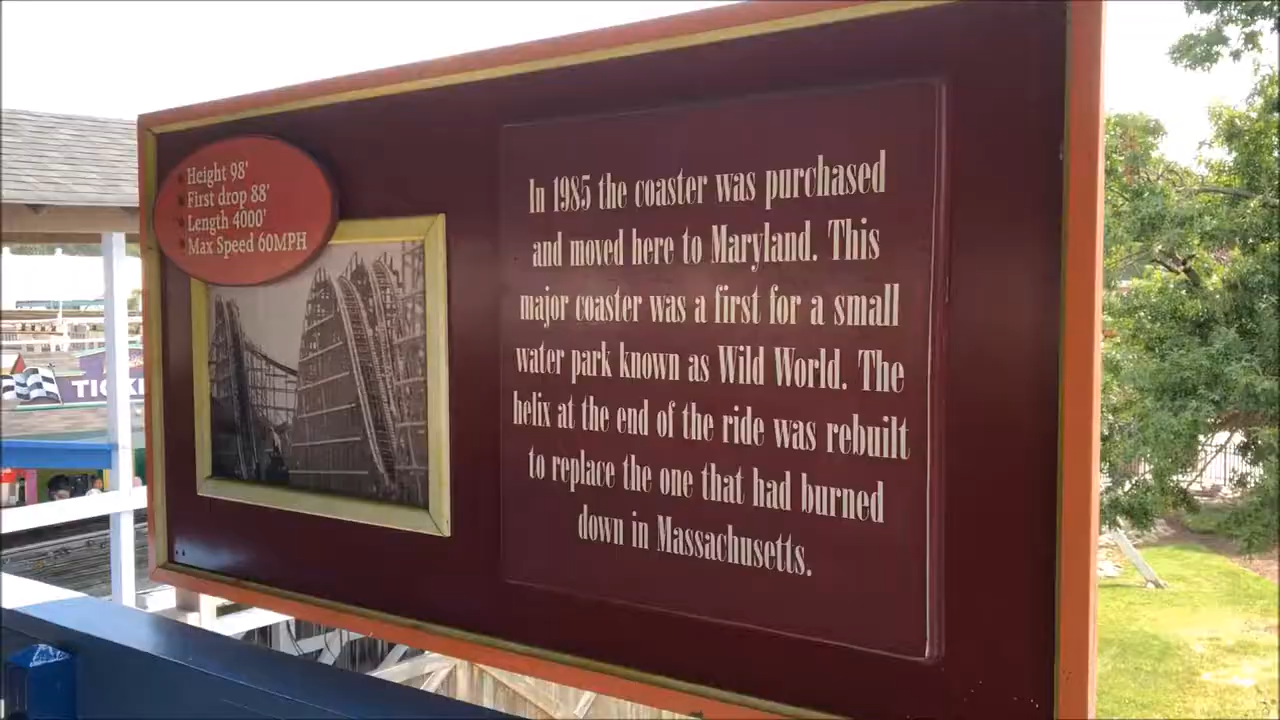 Height 98'
First drop 88'
Length 4000'
Max Speed 60MPH
In 1985 the coaster was purchased
and moved here to Maryland. This
major coaster was a first for a small
water park known as Wild World. The
helix at the end of the ride was rebuilt
to replace the one that had burned
down in Massachusetts.